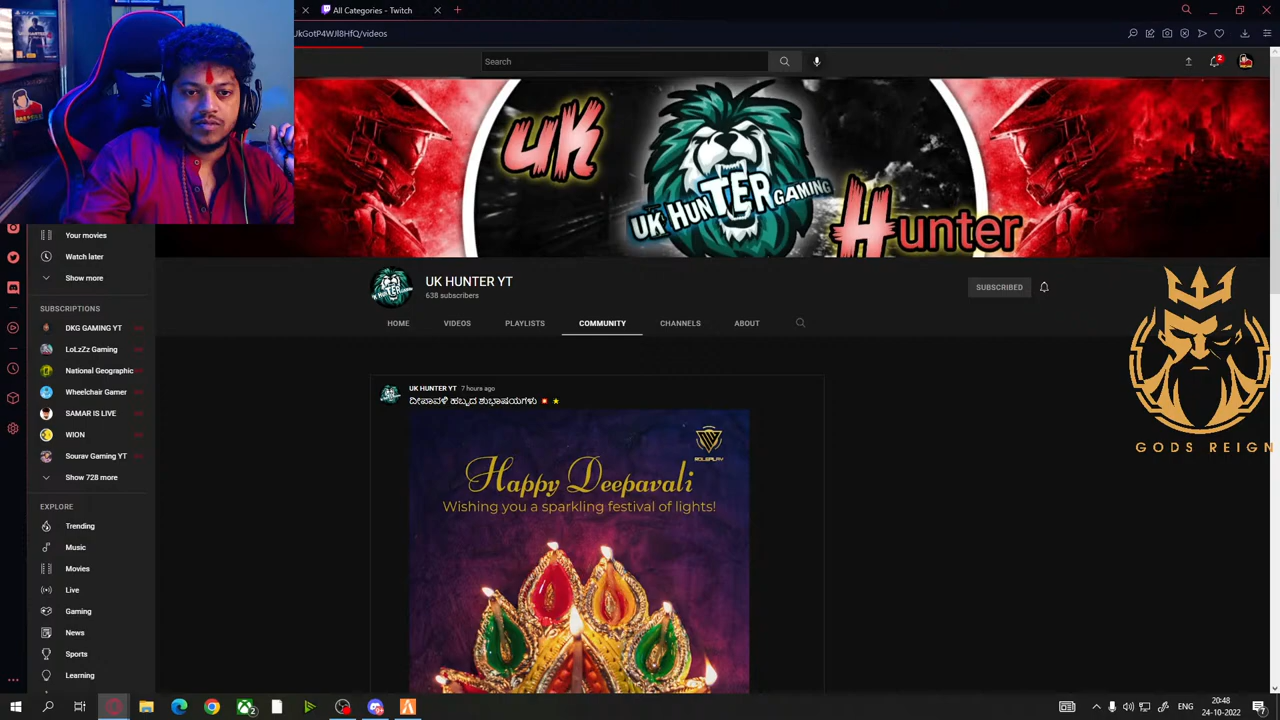 All Categories - Twitch
JkGotP4WJl8HfQ/videos
Search
2
uk
UK HUNTER GAMING
Hunter
Your movies
Watch later
Show more
UK HUNTER YT
638 subscribers
SUBSCRIBED
SUBSCRIPTIONS
HOME
VIDEOS
PLAYLISTS
COMMUNITY
CHANNELS
ABOUT
DKG GAMING YT
LoLzZz Gaming
National Geographic
Wheelchair Gamer
SAMAR IS LIVE
WION
Sourav Gaming YT
Show 728 more
UK HUNTER YT 7 hours ago
ದೀಪಾವಳಿ ಹಬ್ಬದ ಶುಭಾಷಯಗಳು
ROLEPLAY
Happy Deepavali
Wishing you a sparkling festival of lights!
GODS REIGN
EXPLORE
Trending
Music
Movies
Live
Gaming
News
Sports
Learning
ENG
20:48
24-10-2022